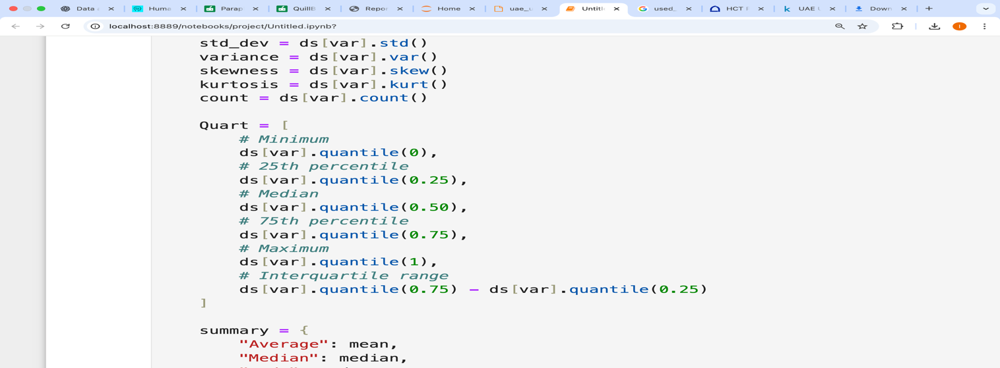 Data
Huma
Parap
QuillB
Repor
Home
uae_u
Untitl
used_
HCT F
UAE U
Down
localhost:8889/notebooks/project/Untitled.ipynb?
std_dev = ds[var].std()
variance = ds[var].var()
skewness = ds[var].skew()
kurtosis = ds[var].kurt()
count = ds[var].count()
Quart = [
# Minimum
ds[var].quantile(0),
# 25th percentile
ds[var].quantile(0.25),
# Median
ds[var].quantile(0.50),
# 75th percentile
ds[var].quantile(0.75),
# Maximum
ds[var].quantile(1),
# Interquartile range
ds[var].quantile(0.75) - ds[var].quantile(0.25)
]
summary = {
"Average": mean,
"Median": median,